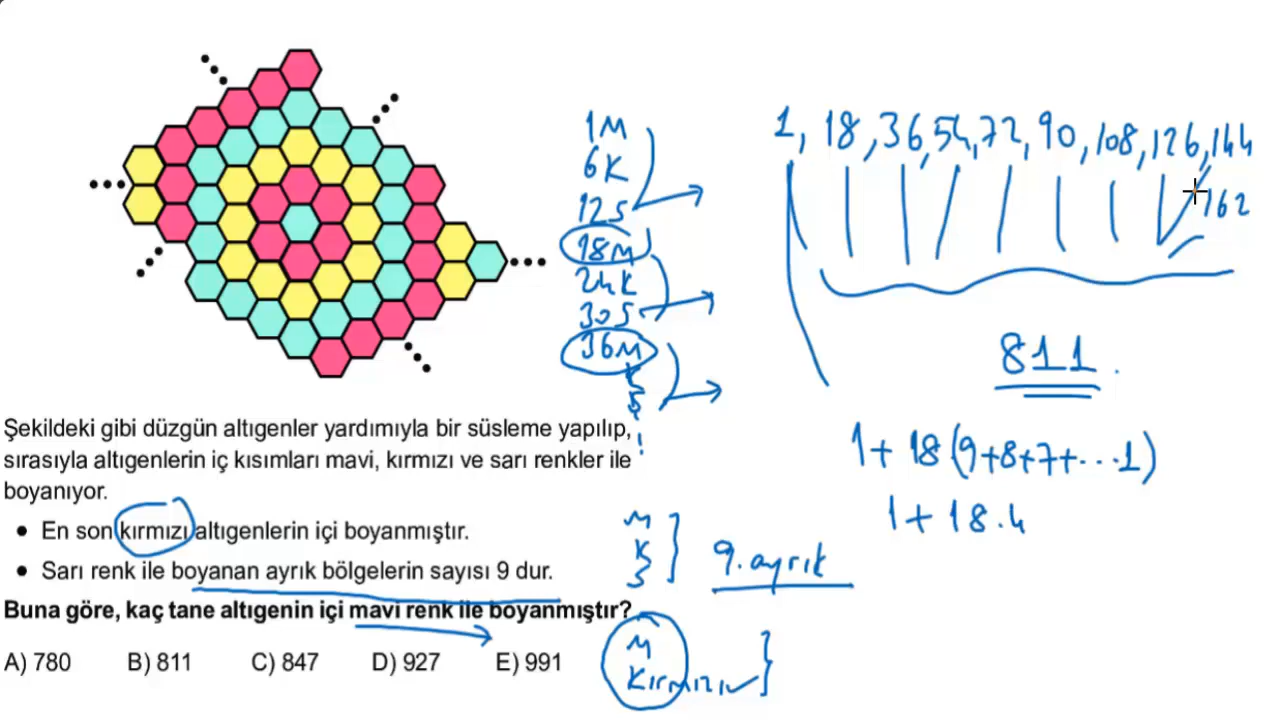 1M
6K
12S
18M
24K
30S
36M
K
S
1, 18, 36, 54, 72, 90, 108, 126, 144
162
811
1 + 18(9+8+7+...1)
1 + 18.4
Şekildeki gibi düzgün altıgenler yardımıyla bir süsleme yapılıp,
sırasıyla altıgenlerin iç kısımları mavi, kırmızı ve sarı renkler ile
boyanıyor.
• En son kırmızı altıgenlerin içi boyanmıştır.
• Sarı renk ile boyanan ayrık bölgelerin sayısı 9 dur.
Buna göre, kaç tane altıgenin içi mavi renk ile boyanmıştır?
A) 780 B) 811 C) 847 D) 927 E) 991
M
K
S
9. ayrık
M
Kırmızı